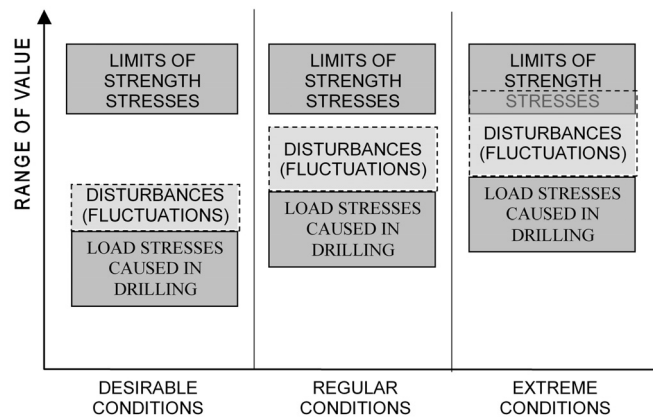 RANGE OF VALUE
LIMITS OF
STRENGTH
STRESSES
DISTURBANCES
(FLUCTUATIONS)
LOAD STRESSES
CAUSED IN
DRILLING
DESIRABLE
CONDITIONS
LIMITS OF
STRENGTH
STRESSES
DISTURBANCES
(FLUCTUATIONS)
LOAD STRESSES
CAUSED IN
DRILLING
REGULAR
CONDITIONS
LIMITS OF
STRENGTH
STRESSES
DISTURBANCES
(FLUCTUATIONS)
LOAD STRESSES
CAUSED IN
DRILLING
EXTREME
CONDITIONS